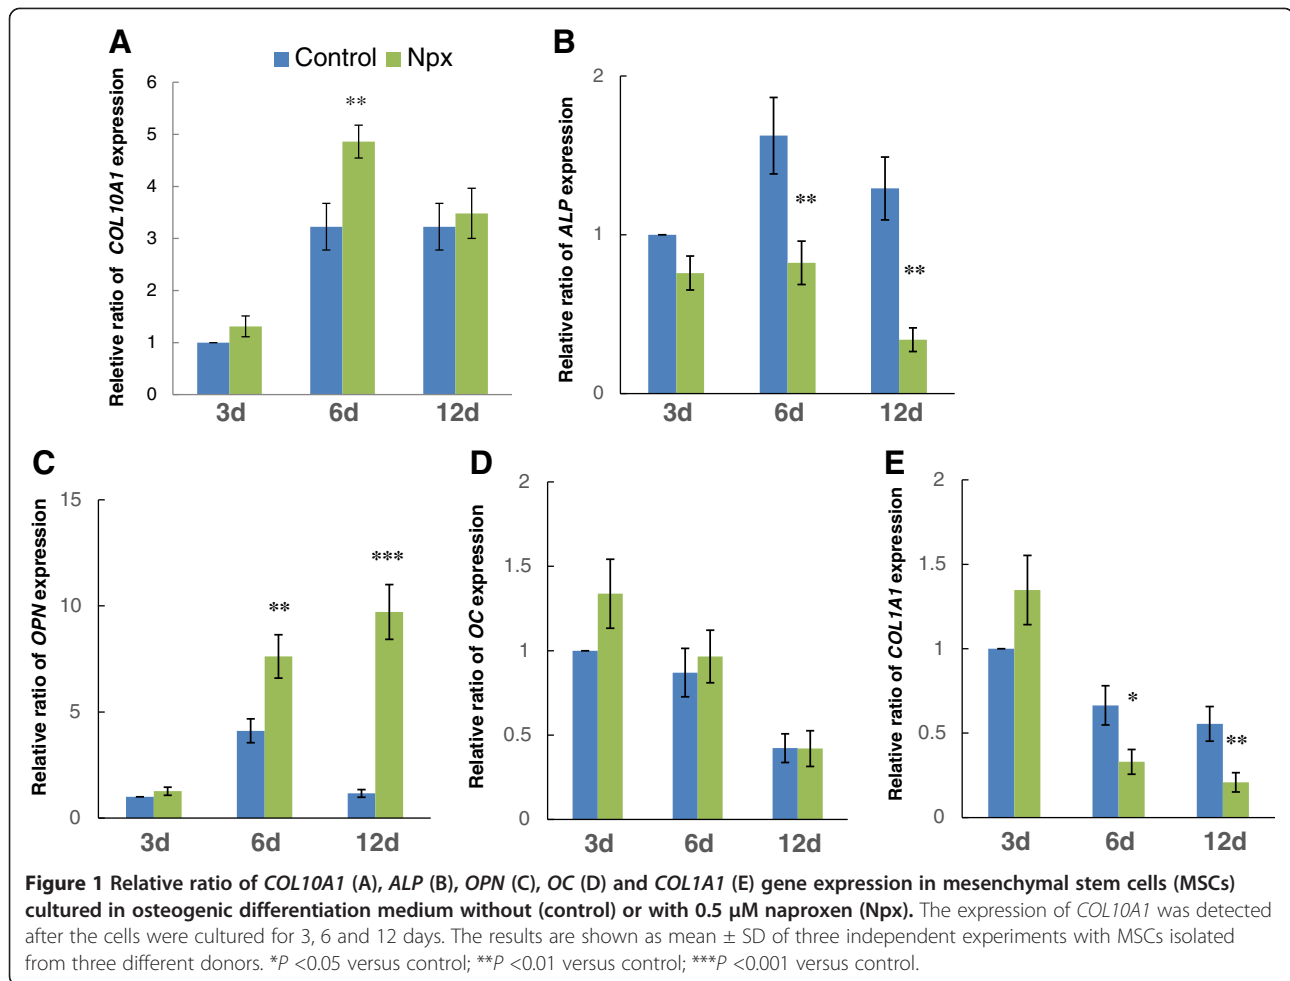 A
Control Npx
Reletive ratio of COL10A1 expression
6
5
4
3
2
1
0
**
3d 6d 12d
B
Relative ratio of ALP expression
2
1
0
**
**
3d 6d 12d
C
Relative ratio of OPN expression
15
10
5
0
**
***
3d 6d 12d
D
Relative ratio of OC expression
2
1.5
1
0.5
0
3d 6d 12d
E
Relative ratio of COL1A1 expression
2
1.5
1
0.5
0
*
**
3d 6d 12d
Figure 1 Relative ratio of COL10A1 (A), ALP (B), OPN (C), OC (D) and COL1A1 (E) gene expression in mesenchymal stem cells (MSCs)
cultured in osteogenic differentiation medium without (control) or with 0.5 μM naproxen (Npx). The expression of COL10A1 was detected
after the cells were cultured for 3, 6 and 12 days. The results are shown as mean ± SD of three independent experiments with MSCs isolated
from three different donors. *P <0.05 versus control; **P <0.01 versus control; ***P <0.001 versus control.